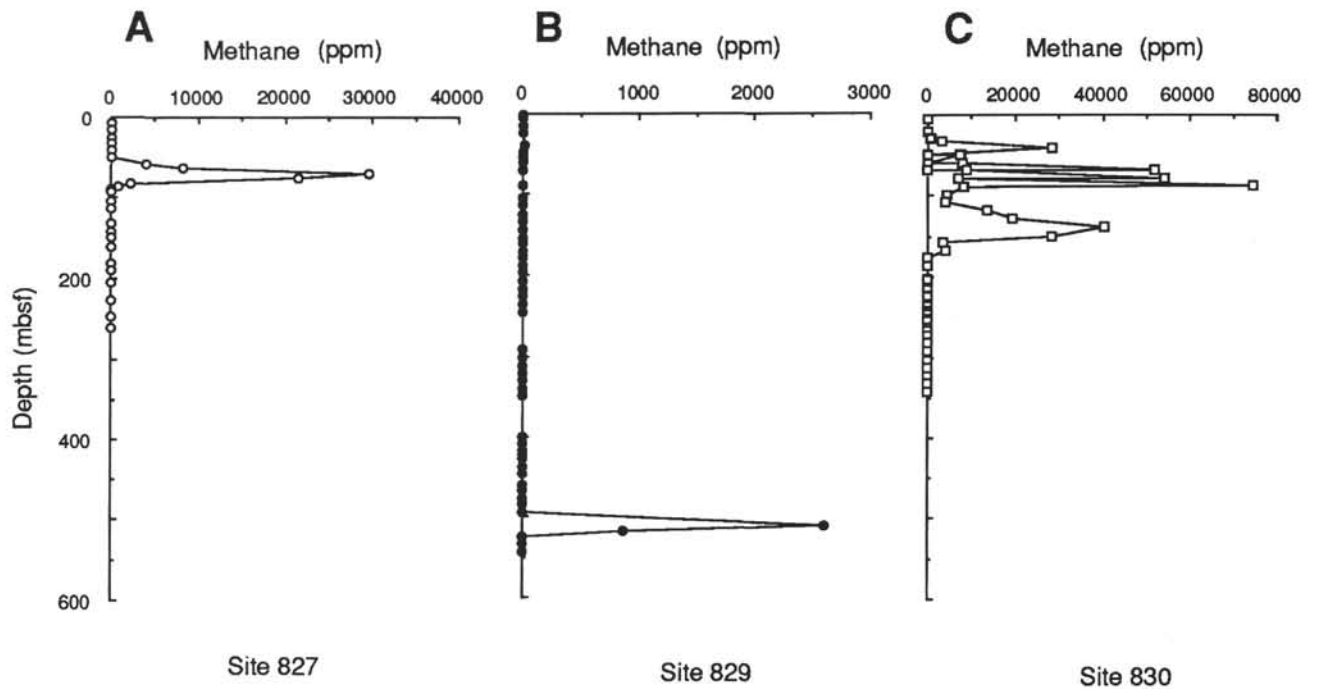 A
Methane (ppm)
0 10000 20000 30000 40000
B
Methane (ppm)
0 1000 2000 3000
C
Methane (ppm)
0 20000 40000 60000 80000
Depth (mbsf)
0
200
400
600
Site 827
Site 829
Site 830